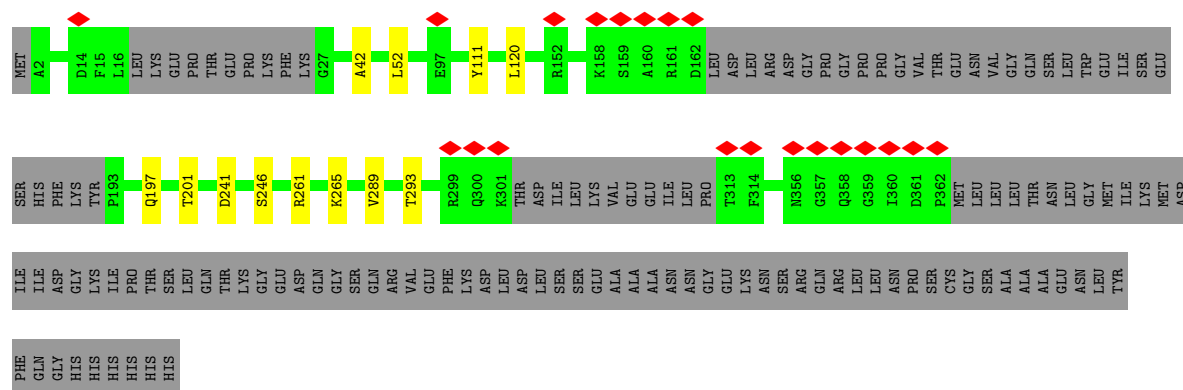 MET A2 D14 F15 L16 LEU LYS GLU PRO THR GLU PRO LYS PHE LYS G27 A42 L52 E97 Y111 L120 R152 K158 S159 A160 R161 D162 LEU ASP LEU ARG ASP GLY PRO GLY PRO PRO GLY VAL THR GLU ASN VAL GLY GLN SER LEU TRP GLU ILE SER GLU
SER HIS PHE LYS TYR P193 Q197 T201 D241 S246 R261 K265 V289 T293 R299 Q300 K301 THR ASP ILE LEU LYS VAL GLU GLU ILE LEU PRO T313 F314 N356 G357 Q358 G359 I360 D361 P362 MET LEU LEU LEU THR ASN LEU GLY MET ILE LYS MET ASP
ILE ILE ASP GLY LYS ILE PRO THR SER LEU GLN THR LYS GLY GLU ASP GLN GLY SER GLN ARG VAL GLU PHE LYS ASP LEU ASP LEU SER SER GLU ALA ALA ALA ASN ASN GLY GLU LYS ASN SER ARG GLN ARG LEU LEU ASN PRO SER CYS GLY SER ALA ALA ALA GLU ASN LEU TYR
PHE GLN GLY HIS HIS HIS HIS HIS HIS